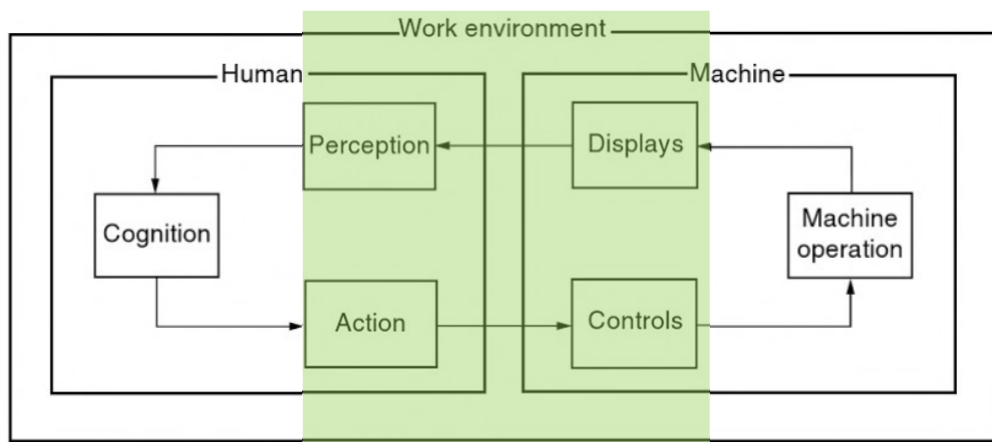 Work environment
Human
Machine
Perception
Displays
Cognition
Machine
operation
Action
Controls